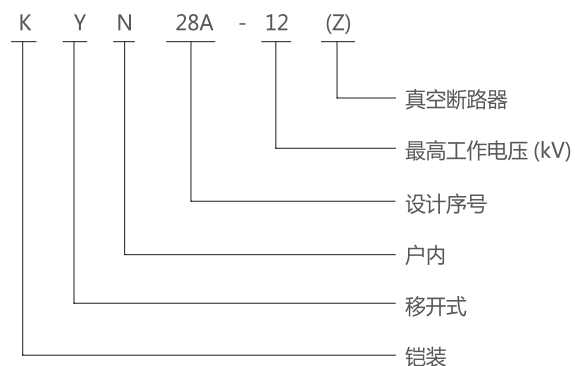 K Y N 28A - 12 (Z)
真空断路器
最高工作电压 (kV)
设计序号
户内
移开式
铠装